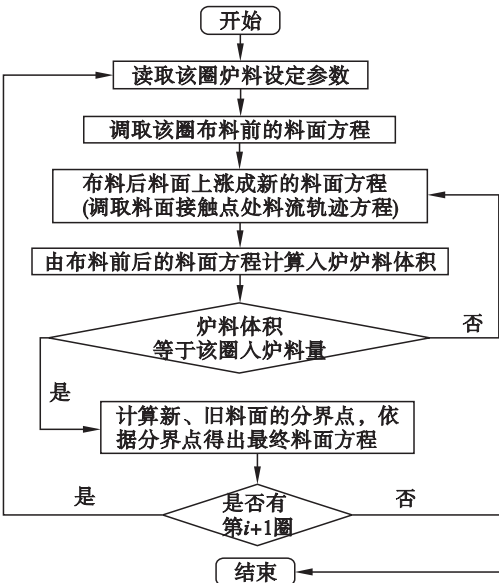 开始
读取该圈炉料设定参数
调取该圈布料前的料面方程
布料后料面上涨成新的料面方程
(调取料面接触点处料流轨迹方程)
由布料前后的料面方程计算入炉炉料体积
炉料体积
等于该圈入炉料量
否
是
计算新、旧料面的分界点，依
据分界点得出最终料面方程
是
是否有
第i+1圈
否
结束